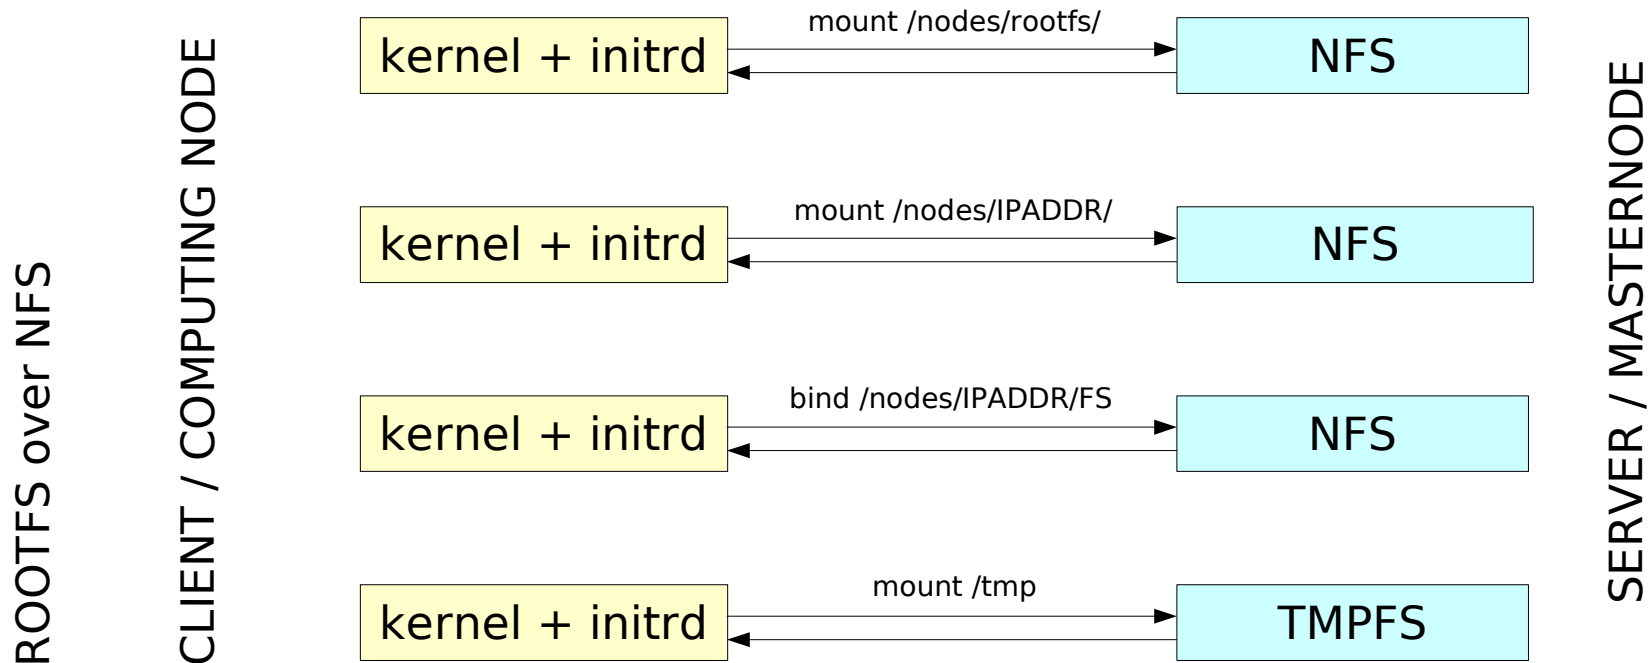 ROOTFS over NFS
CLIENT / COMPUTING NODE
kernel + initrd
mount /nodes/rootfs/
NFS
kernel + initrd
mount /nodes/IPADDR/
NFS
kernel + initrd
bind /nodes/IPADDR/FS
NFS
kernel + initrd
mount /tmp
TMPFS
SERVER / MASTERNODE